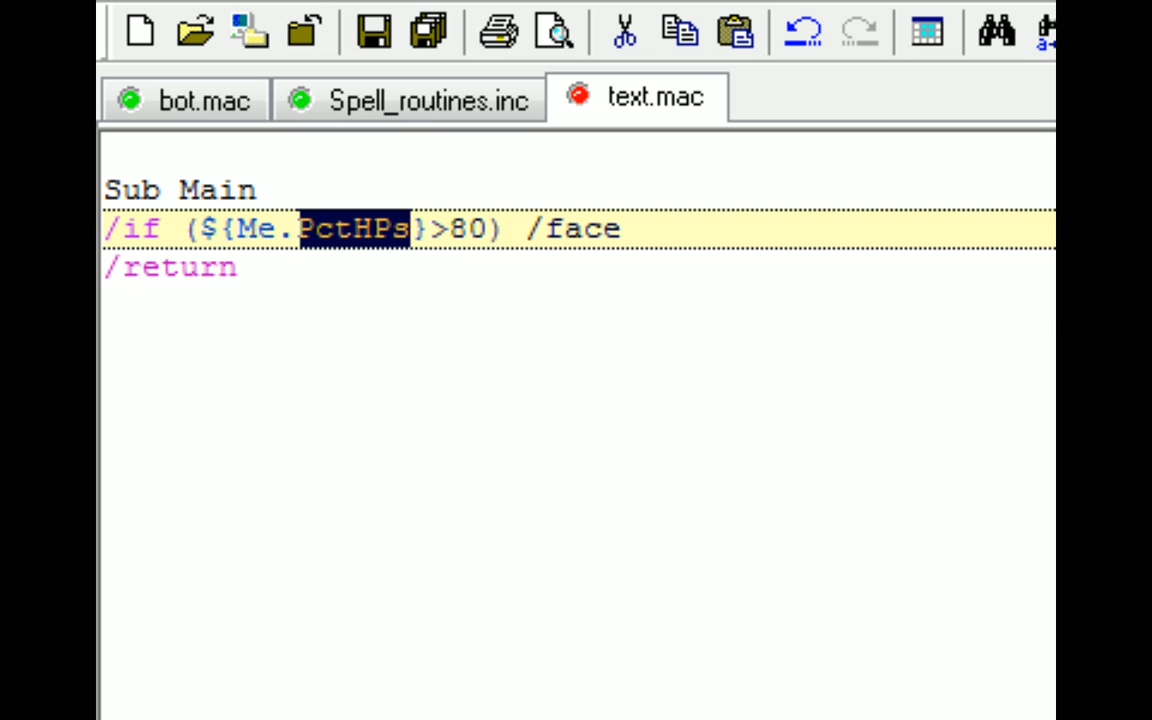 bot.mac Spell_routines.inc text.mac
Sub Main
/if (${Me.PctHPs}>80) /face
/return